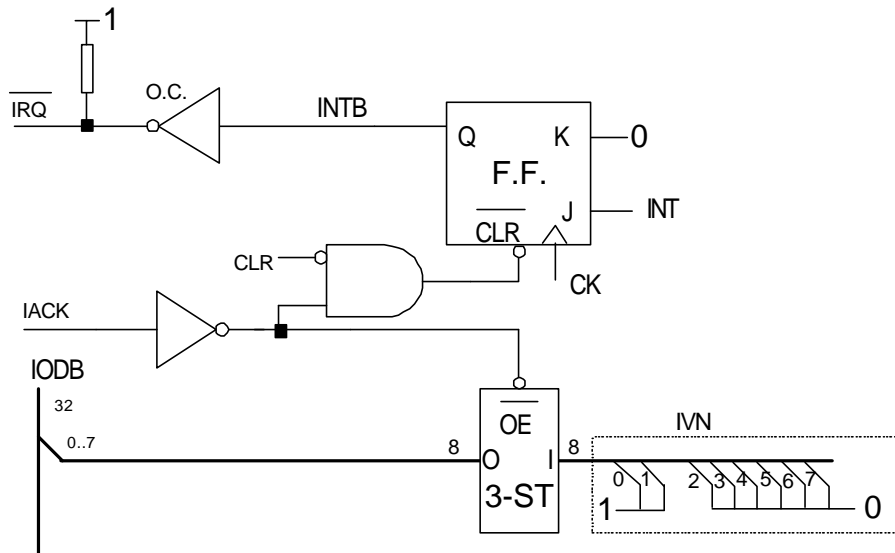 1
O.C.
IRQ
INTB
Q
K
0
F.F.
J
INT
CLR
CLR
CK
IACK
IODB
32
OE
IVN
0..7
8
O
I
8
3-ST
0
1
2
3
4
5
6
7
1
0